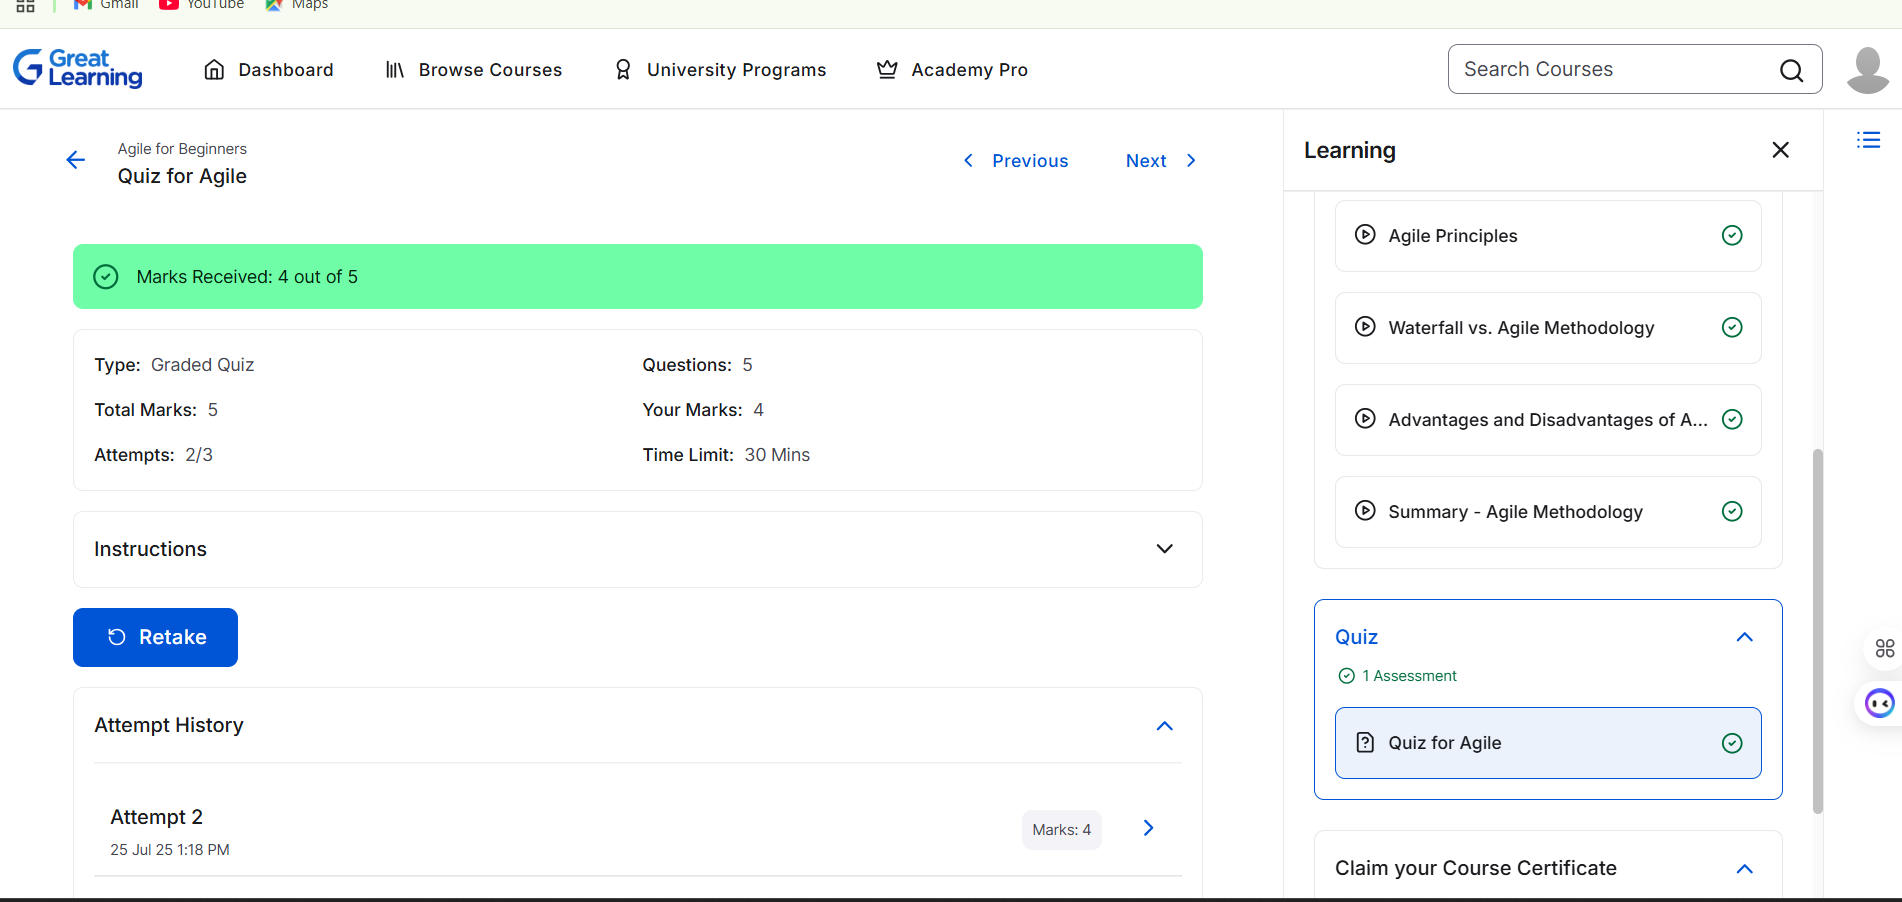 Gmail YouTube Maps
Great Learning
Dashboard
Browse Courses
University Programs
Academy Pro
Search Courses
Agile for Beginners
Quiz for Agile
Previous
Next
Marks Received: 4 out of 5
Type: Graded Quiz
Questions: 5
Total Marks: 5
Your Marks: 4
Attempts: 2/3
Time Limit: 30 Mins
Instructions
Retake
Attempt History
Attempt 2
25 Jul 25 1:18 PM
Marks: 4
Learning
Agile Principles
Waterfall vs. Agile Methodology
Advantages and Disadvantages of A...
Summary - Agile Methodology
Quiz
1 Assessment
Quiz for Agile
Claim your Course Certificate